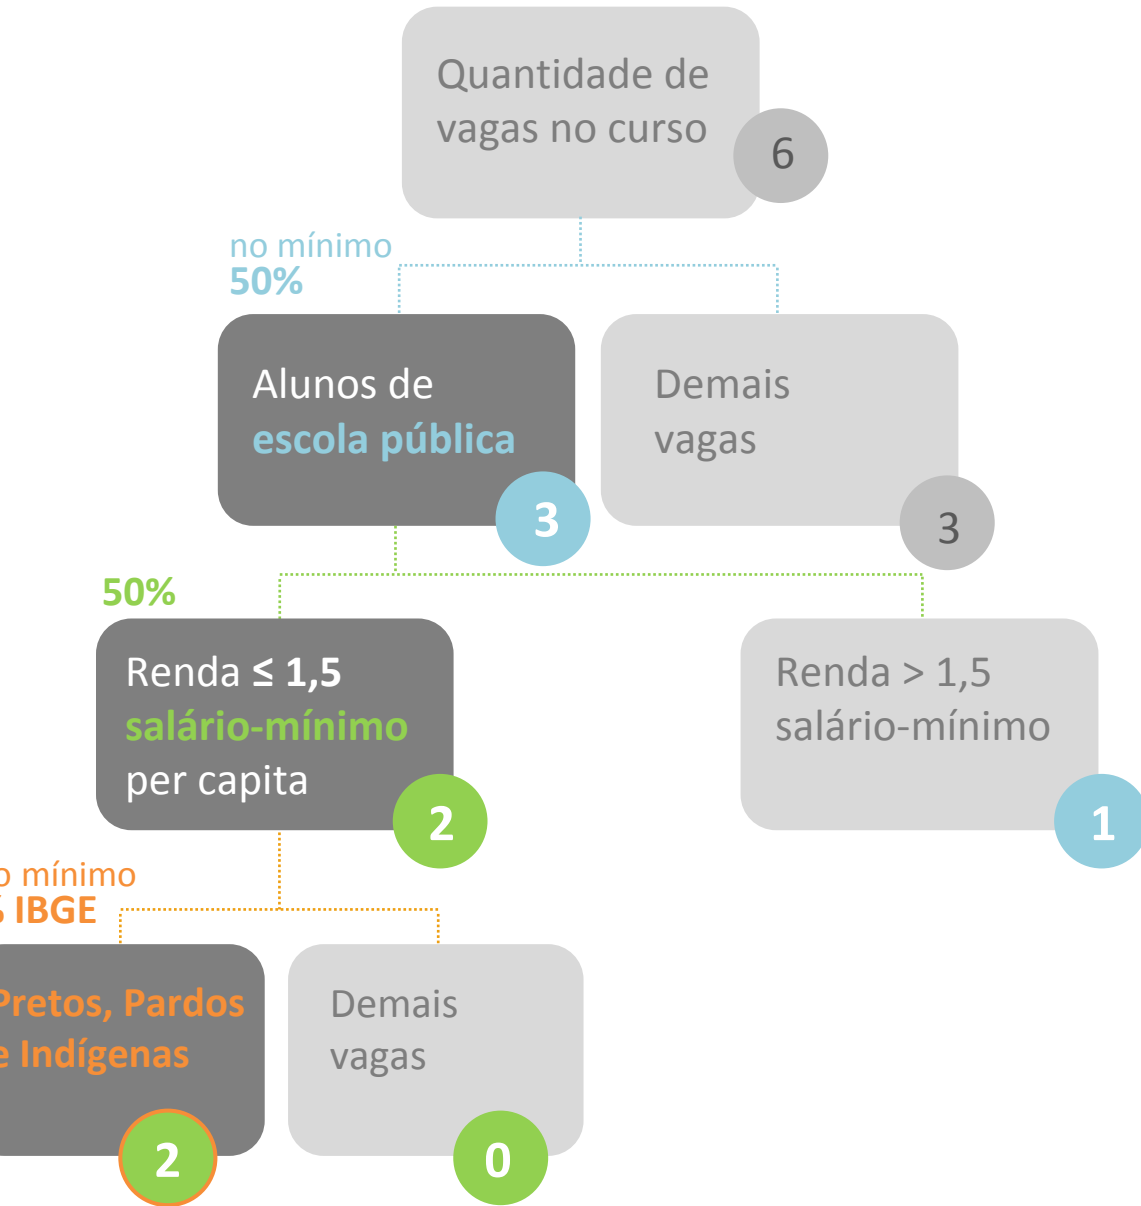 Quantidade de
vagas no curso
6
no mínimo
50%
Alunos de
escola pública
3
Demais
vagas
3
50%
Renda ≤ 1,5
salário-mínimo
per capita
2
Renda > 1,5
salário-mínimo
1
o mínimo
% IBGE
Pretos, Pardos
e Indígenas
2
Demais
vagas
0